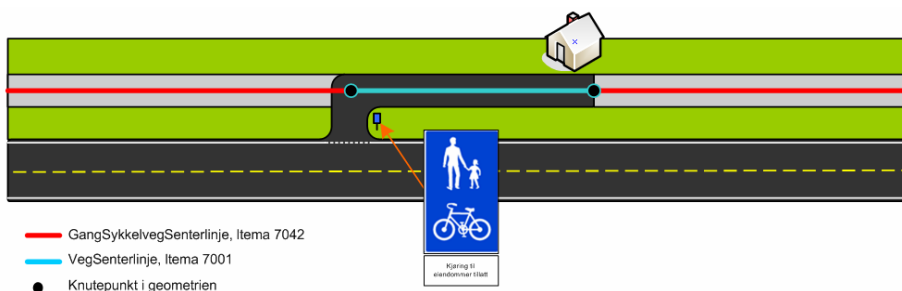 Kjøring til
eiendommer tillatt
GangSykkelvegSenterlinje, Itema 7042
VegSenterlinje, Itema 7001
Knutepunkt i geometrien